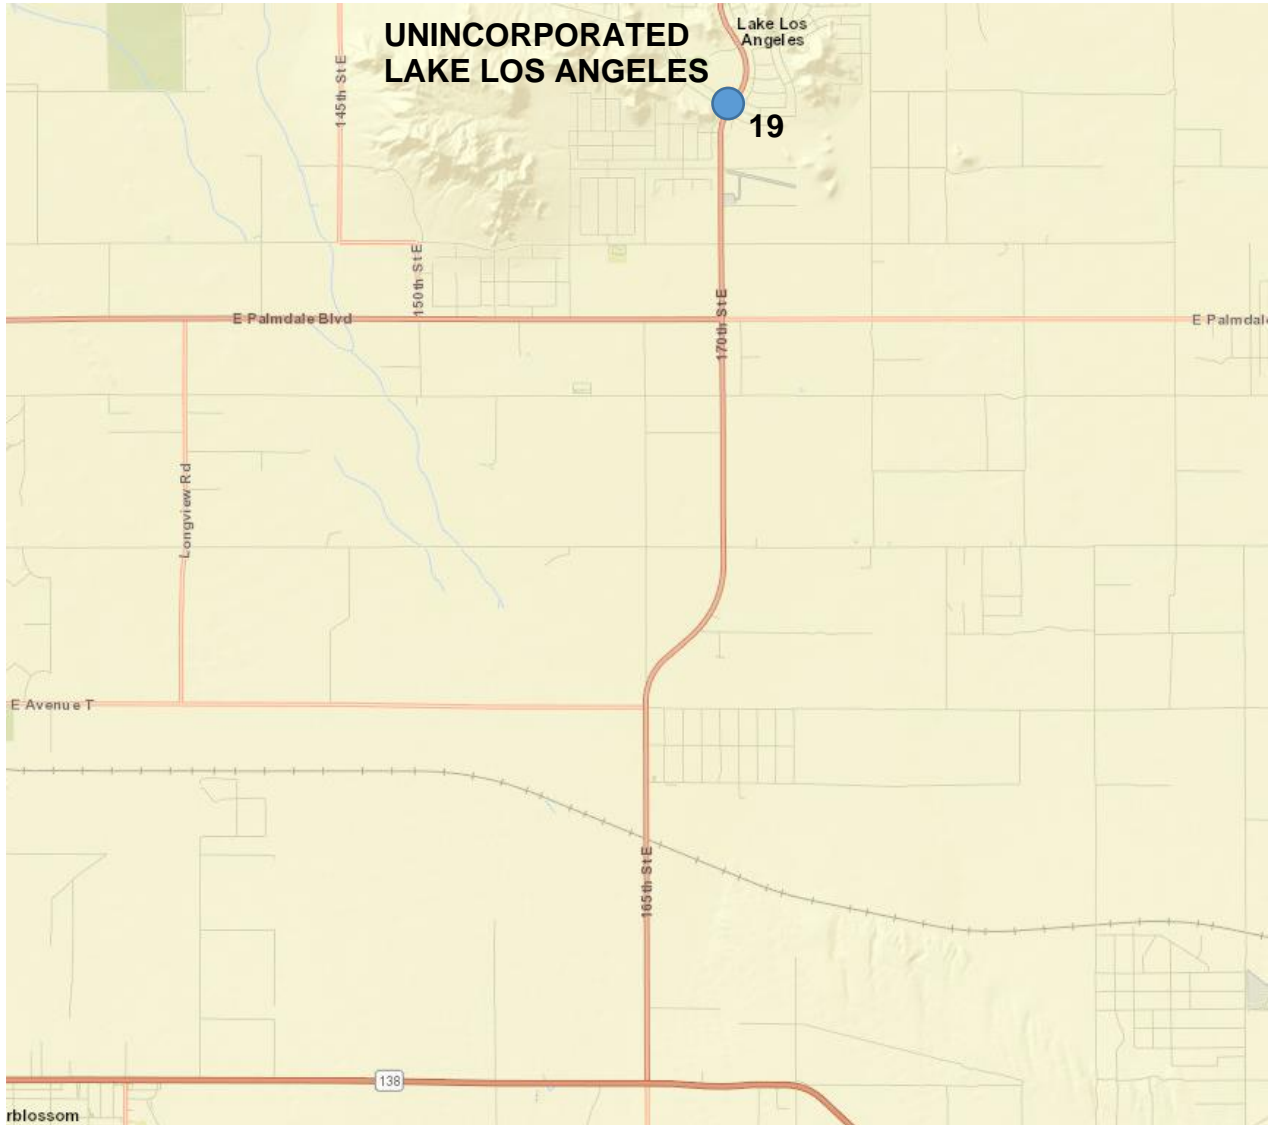 UNINCORPORATED
LAKE LOS ANGELES
Lake Los
Angeles
19
145th St E
150th St E
E Palmdale Blvd
170th St E
E Palmdale
Longview Rd
E Avenue T
165th St E
138
rblossom